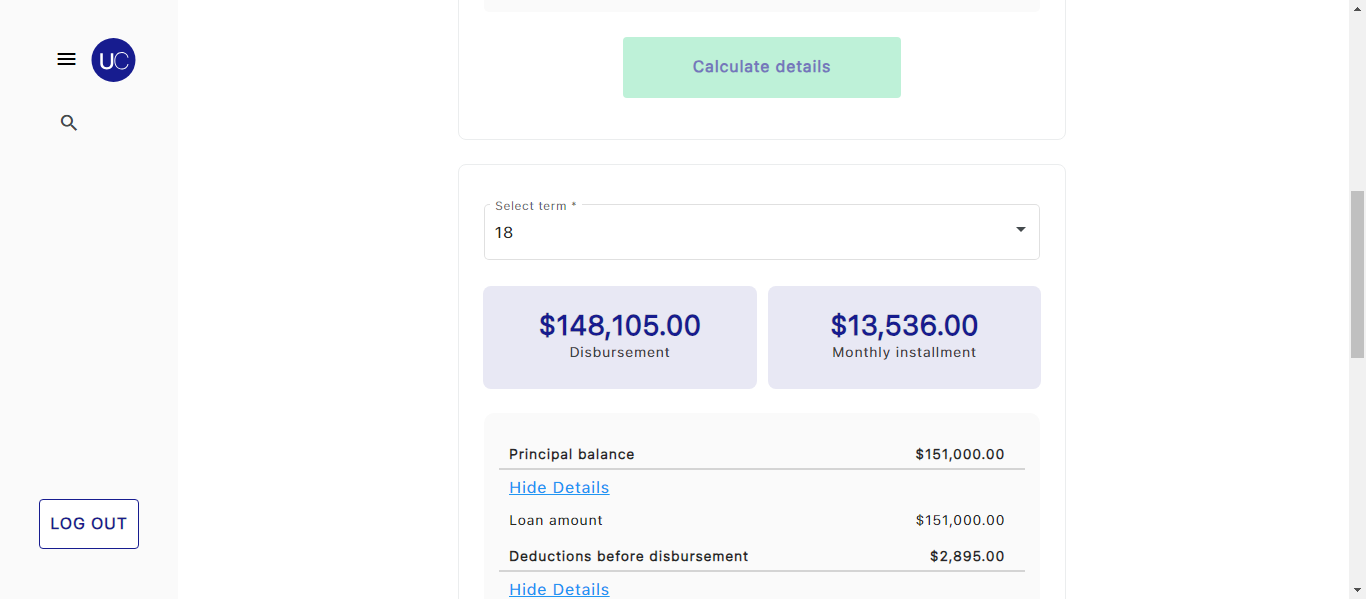 UC
Calculate details
Select term *
18
$148,105.00
Disbursement
$13,536.00
Monthly installment
Principal balance $151,000.00
Hide Details
Loan amount $151,000.00
Deductions before disbursement $2,895.00
Hide Details
LOG OUT